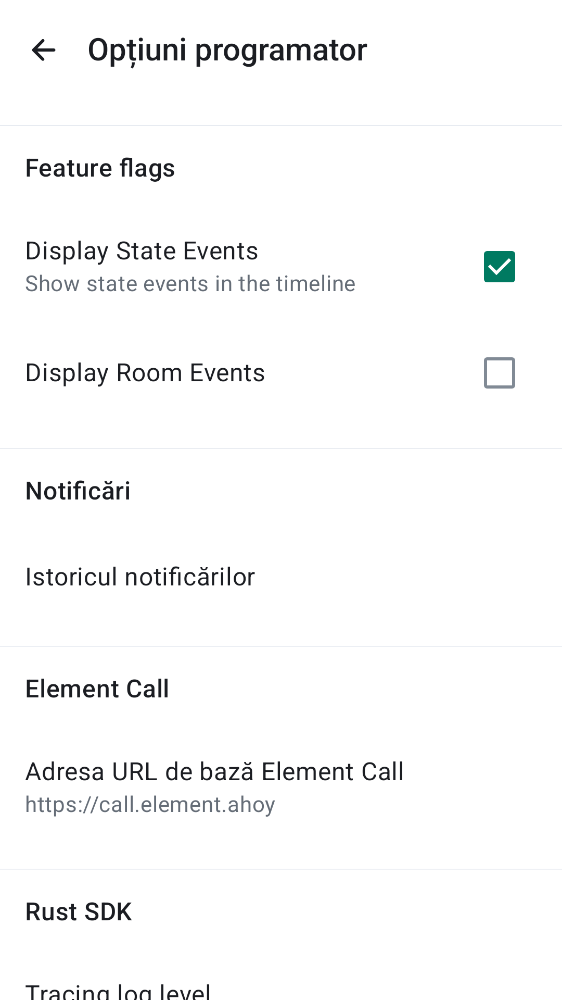 Opțiuni programator
Feature flags
Display State Events
Show state events in the timeline
Display Room Events
Notificări
Istoricul notificărilor
Element Call
Adresa URL de bază Element Call
https://call.element.ahoy
Rust SDK
Tracing log level